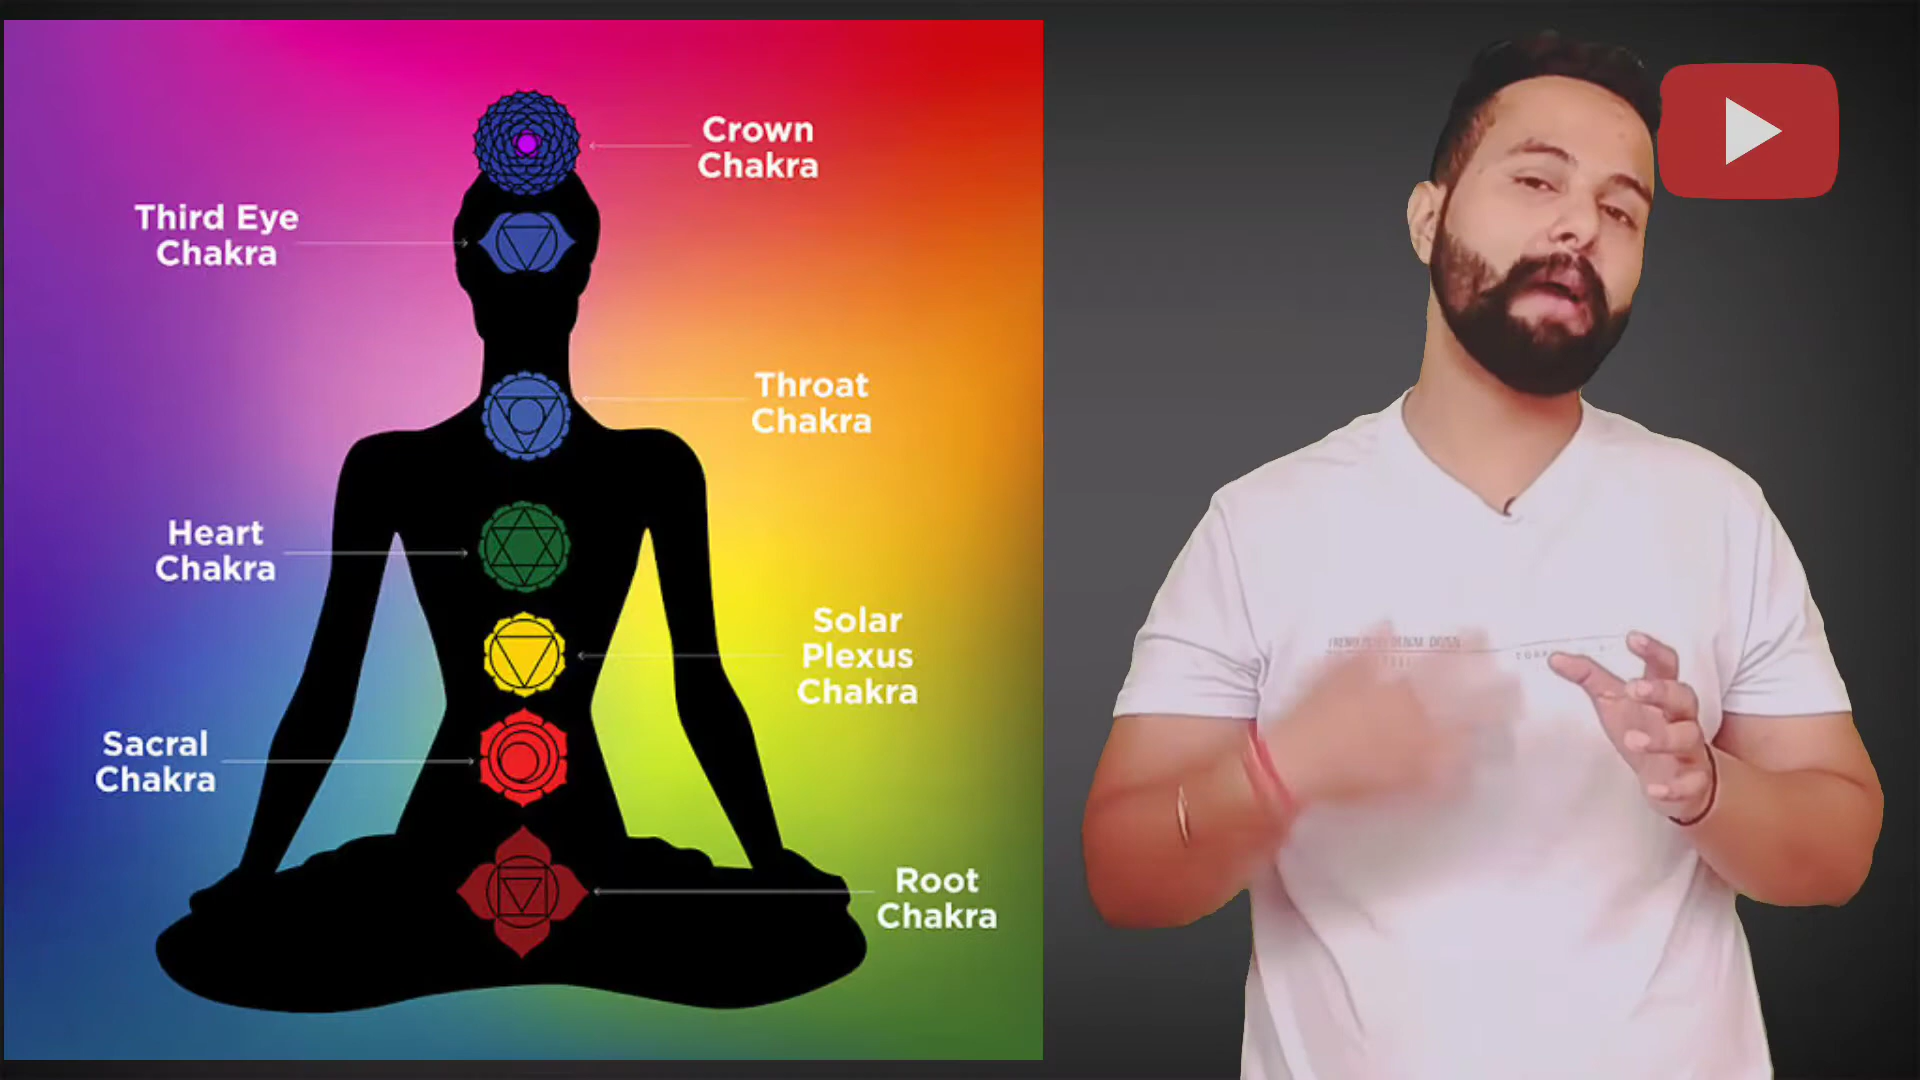 Crown
Chakra
Third Eye
Chakra
Throat
Chakra
Heart
Chakra
Solar
Plexus
Chakra
Sacral
Chakra
Root
Chakra